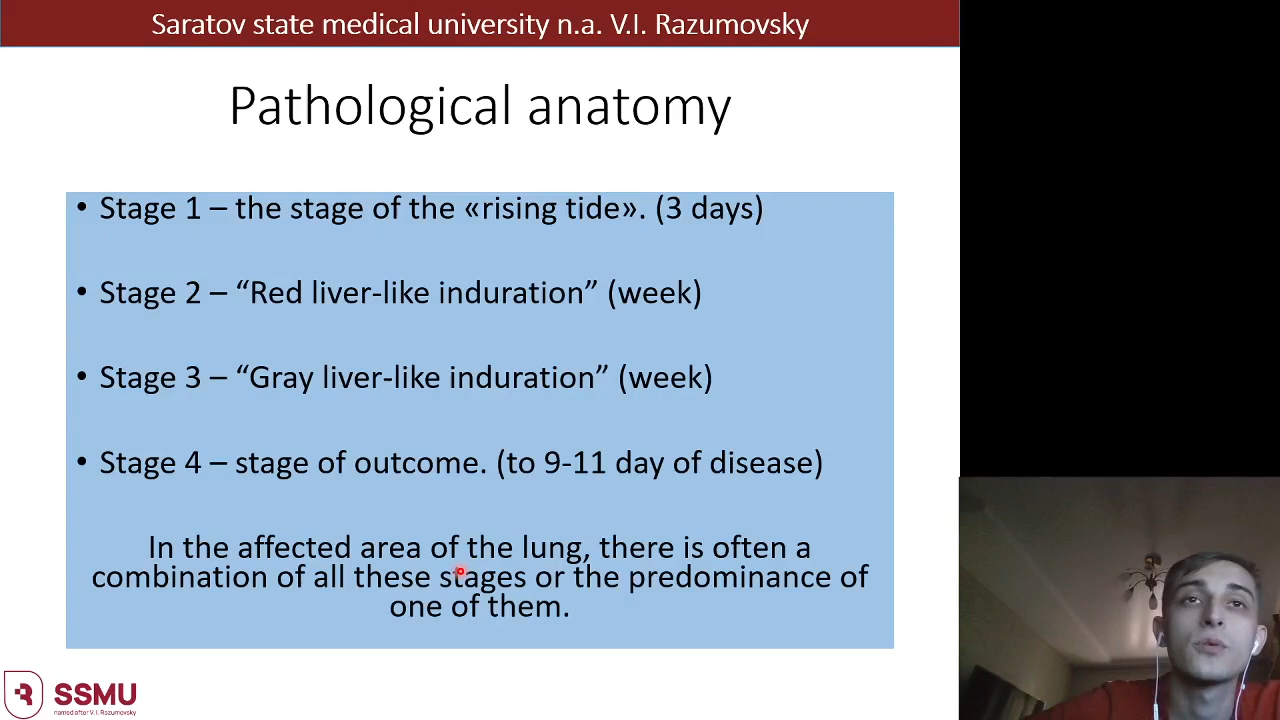 Saratov state medical university n.a. V.I. Razumovsky
Pathological anatomy
• Stage 1 – the stage of the «rising tide». (3 days)
• Stage 2 – “Red liver-like induration” (week)
• Stage 3 – “Gray liver-like induration” (week)
• Stage 4 – stage of outcome. (to 9-11 day of disease)
In the affected area of the lung, there is often a
combination of all these stages or the predominance of
one of them.
SSMU
named after V. I. Razumovsky